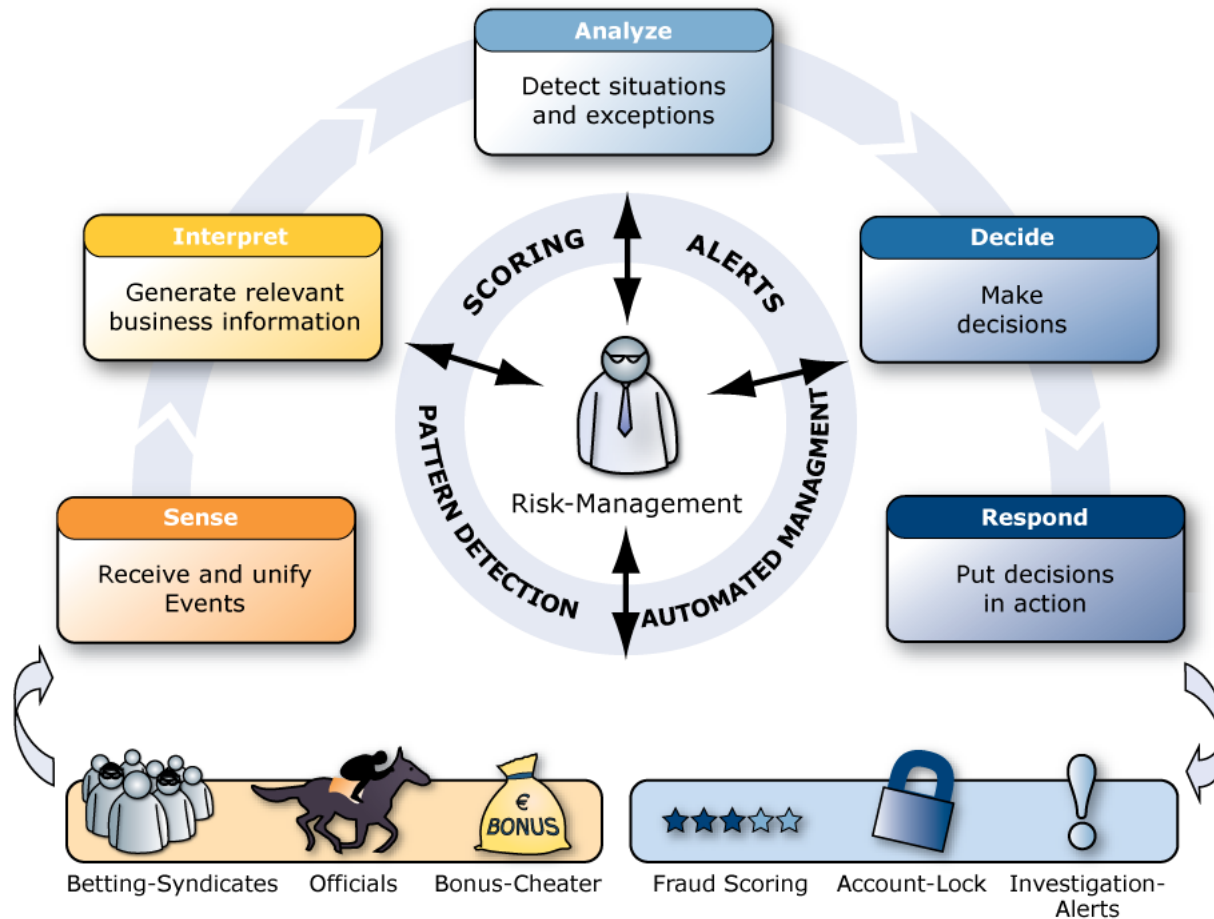 Analyze
Detect situations
and exceptions
Interpret
Generate relevant
business information
SCORING
ALERTS
Decide
Make
decisions
PATTERN DETECTION
AUTOMATED MANAGMENT
Risk-Management
Sense
Receive and unify
Events
Respond
Put decisions
in action
€
BONUS
Betting-Syndicates
Officials
Bonus-Cheater
Fraud Scoring
Account-Lock
Investigation-
Alerts